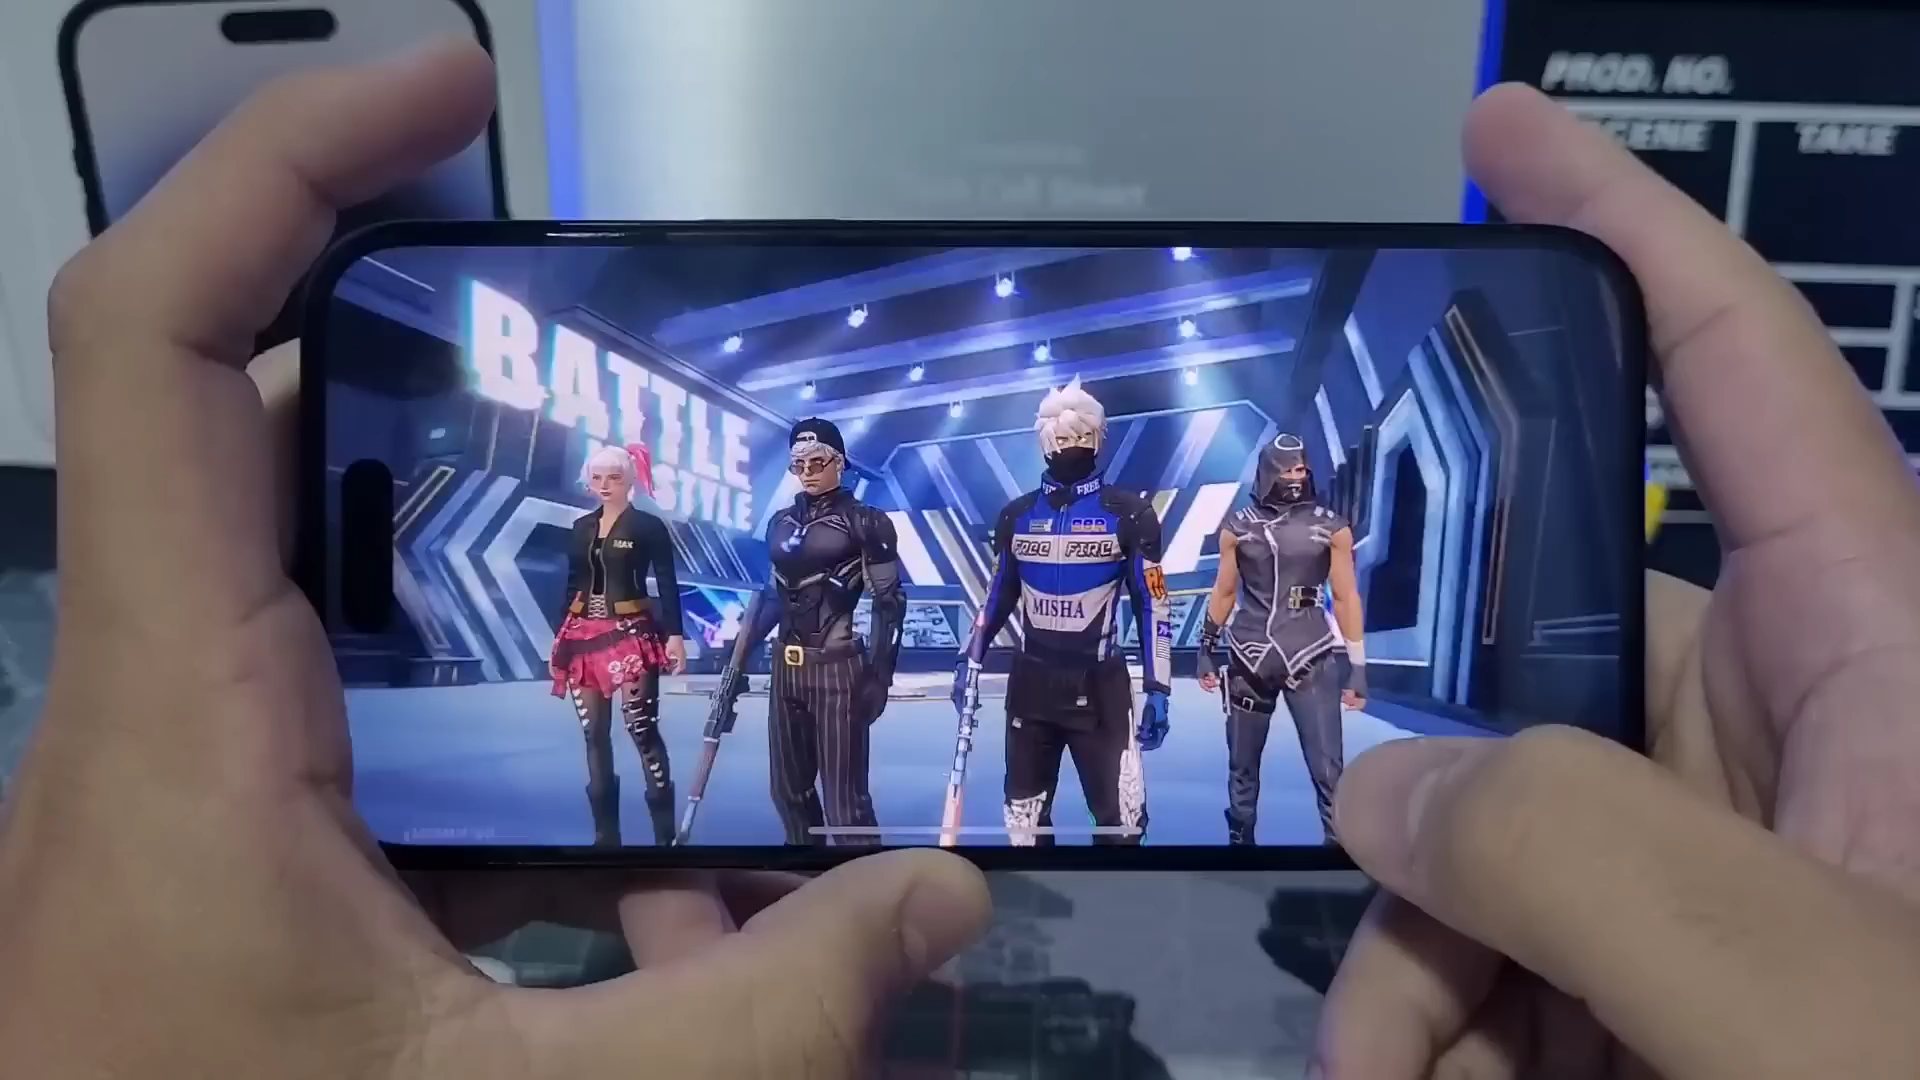 PROD. NO.
SCENE
TAKE
BATTLE
STYLE
MAX
FREE
FREE FIRE
MISHA